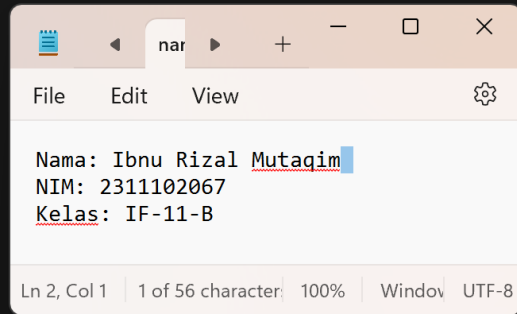 nar
File Edit View
Nama: Ibnu Rizal Mutaqim
NIM: 2311102067
Kelas: IF-11-B
Ln 2, Col 1 1 of 56 character 100% Window UTF-8